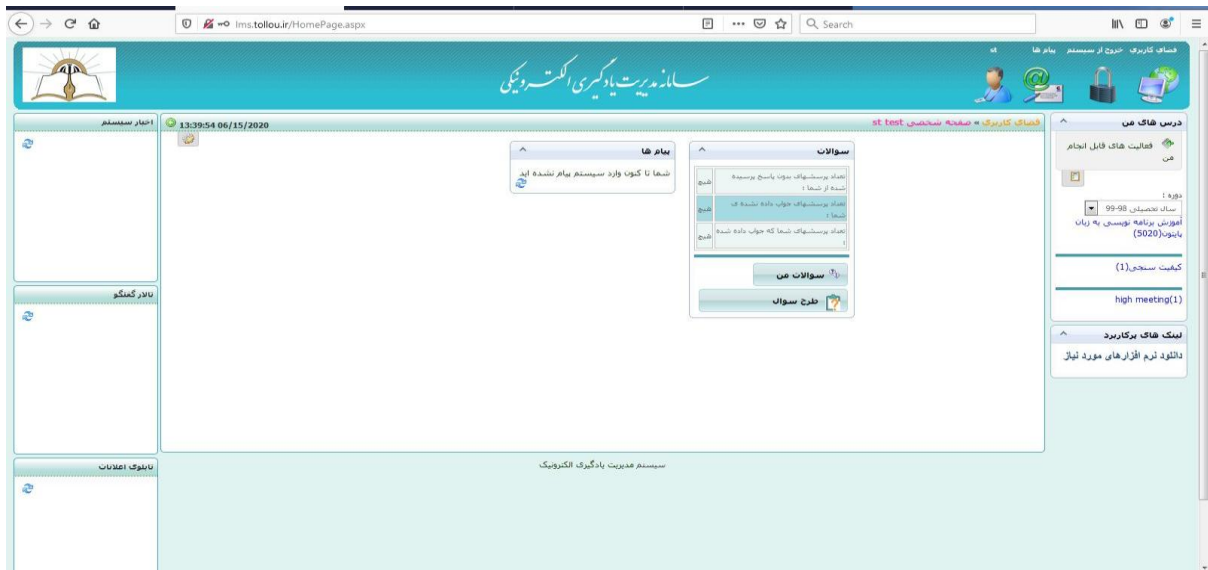 lms.tollou.ir/HomePage.aspx
Search
فضای کاربری خروج از سیستم پیام ها st
سامانه مدیریت یادگیری الکترونیکی
درس های من
فعالیت های قابل انجام
من
دوره :
سال تحصیلی 98-99
آموزش برنامه نویسی به زبان
پایتون(5020)
کیفیت سنجی(1)
high meeting(1)
لینک های پرکاربرد
دانلود نرم افزارهای مورد نیاز
فضای کاربری » صفحه شخصی st test
13:39:54 06/15/2020
سوالات
تعداد پرسشهای بدون پاسخ پرسیده
شده از شما :
هیچ
تعداد پرسشهای جواب داده نشده ی
شما :
هیچ
تعداد پرسشهای شما که جواب داده شده
:
هیچ
سوالات من
طرح سوال
پیام ها
شما تا کنون وارد سیستم پیام نشده اید
اخبار سیستم
تالار گفتگو
تابلوی اعلانات
سیستم مدیریت یادگیری الکترونیک